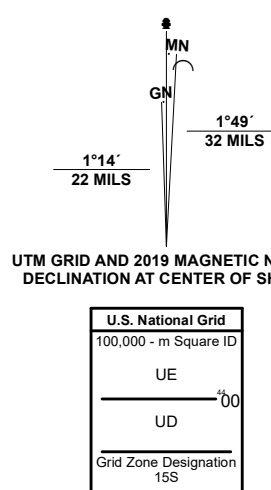 MN
GN
1°49´
32 MILS
1°14´
22 MILS
UTM GRID AND 2019 MAGNETIC N
DECLINATION AT CENTER OF SH
U.S. National Grid
100,000 - m Square ID
UE
44
00
UD
Grid Zone Designation
15S